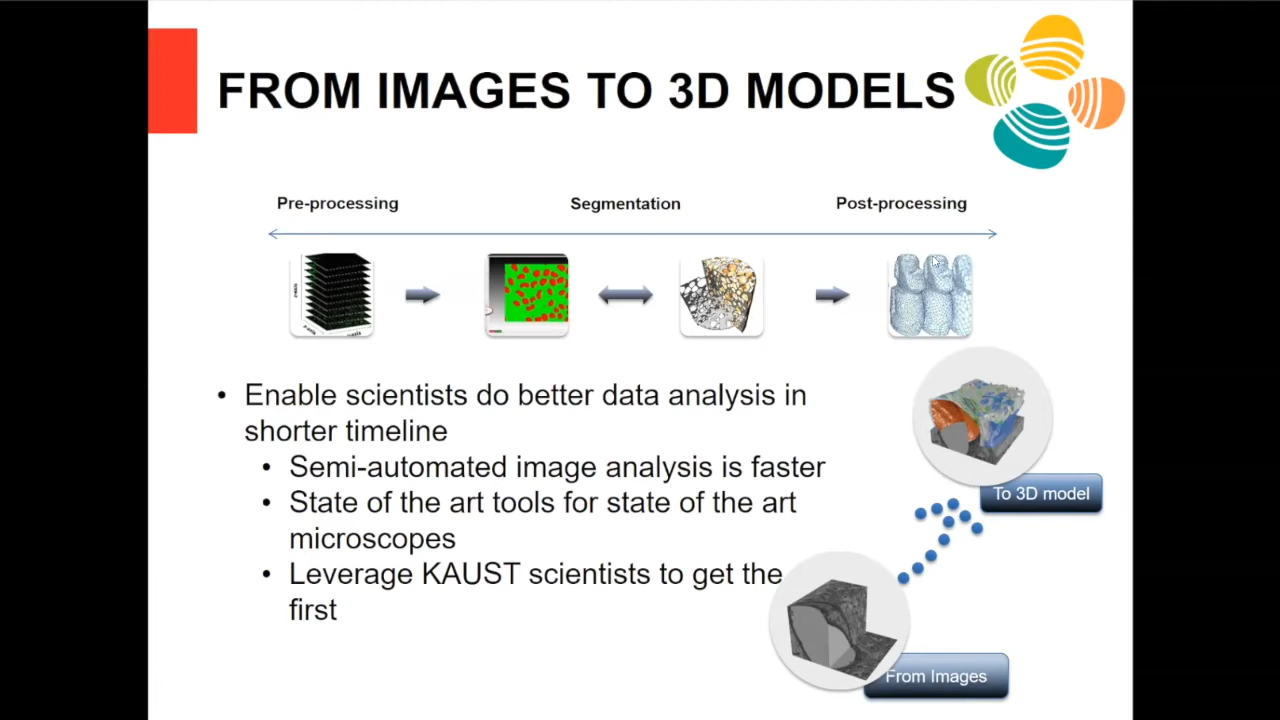 FROM IMAGES TO 3D MODELS
Pre-processing
Segmentation
Post-processing
• Enable scientists do better data analysis in
shorter timeline
• Semi-automated image analysis is faster
• State of the art tools for state of the art
microscopes
• Leverage KAUST scientists to get the
first
To 3D model
From Images